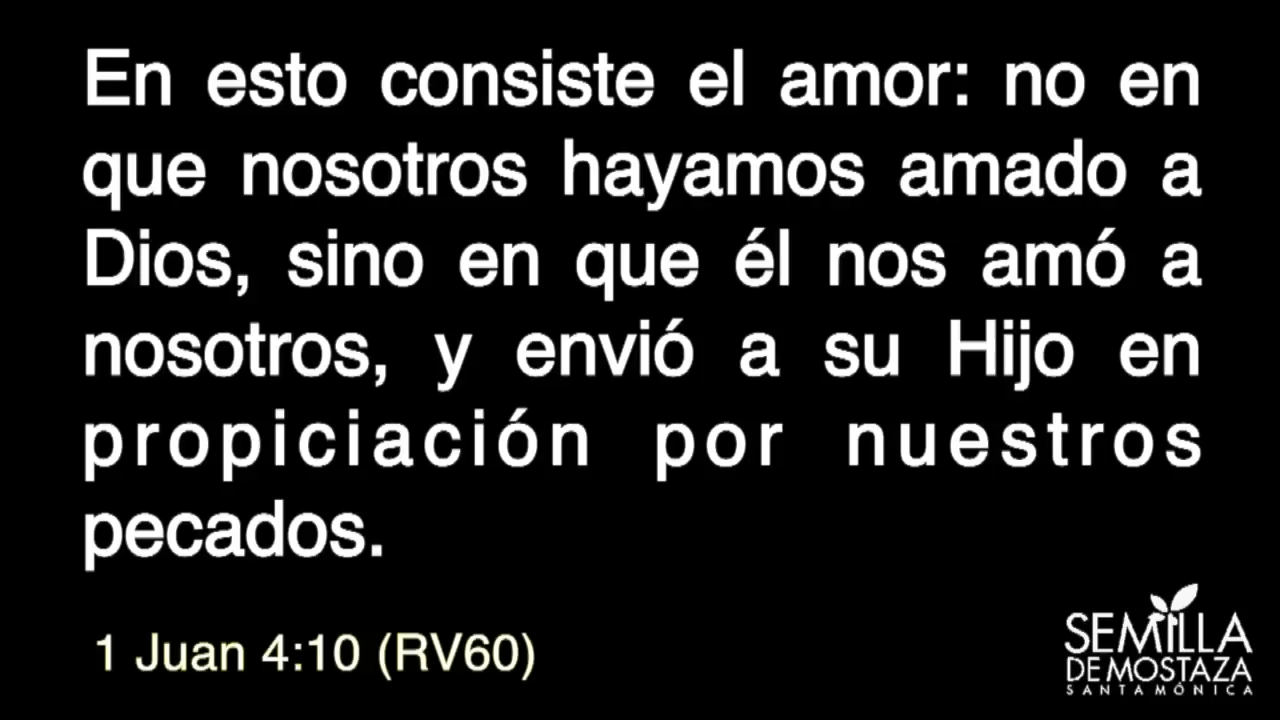 En esto consiste el amor: no en
que nosotros hayamos amado a
Dios, sino en que él nos amó a
nosotros, y envió a su Hijo en
propiciación por nuestros
pecados.
1 Juan 4:10 (RV60)
SEMILLA
DE MOSTAZA
SANTA MÓNICA